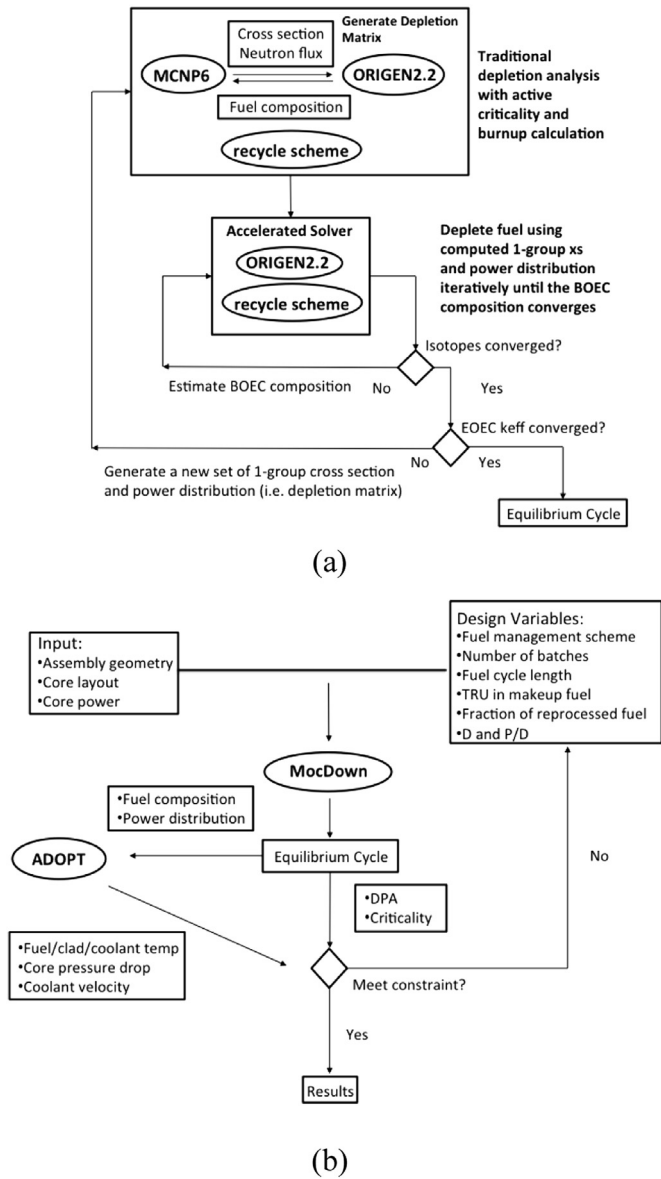 Generate Depletion
Matrix
Cross section
Neutron flux
MCNP6
ORIGEN2.2
Fuel composition
recycle scheme
Traditional
depletion analysis
with active
criticality and
burnup calculation
Accelerated Solver
ORIGEN2.2
recycle scheme
Deplete fuel using
computed 1-group xs
and power distribution
iteratively until the BOEC
composition converges
Isotopes converged?
Estimate BOEC composition
No
Yes
EOEC keff converged?
Generate a new set of 1-group cross section
and power distribution (i.e. depletion matrix)
No
Yes
Equilibrium Cycle
(a)
Input:
•Assembly geometry
•Core layout
•Core power
Design Variables:
•Fuel management scheme
•Number of batches
•Fuel cycle length
•TRU in makeup fuel
•Fraction of reprocessed fuel
•D and P/D
MocDown
•Fuel composition
•Power distribution
ADOPT
Equilibrium Cycle
No
•DPA
•Criticality
•Fuel/clad/coolant temp
•Core pressure drop
•Coolant velocity
Meet constraint?
Yes
Results
(b)